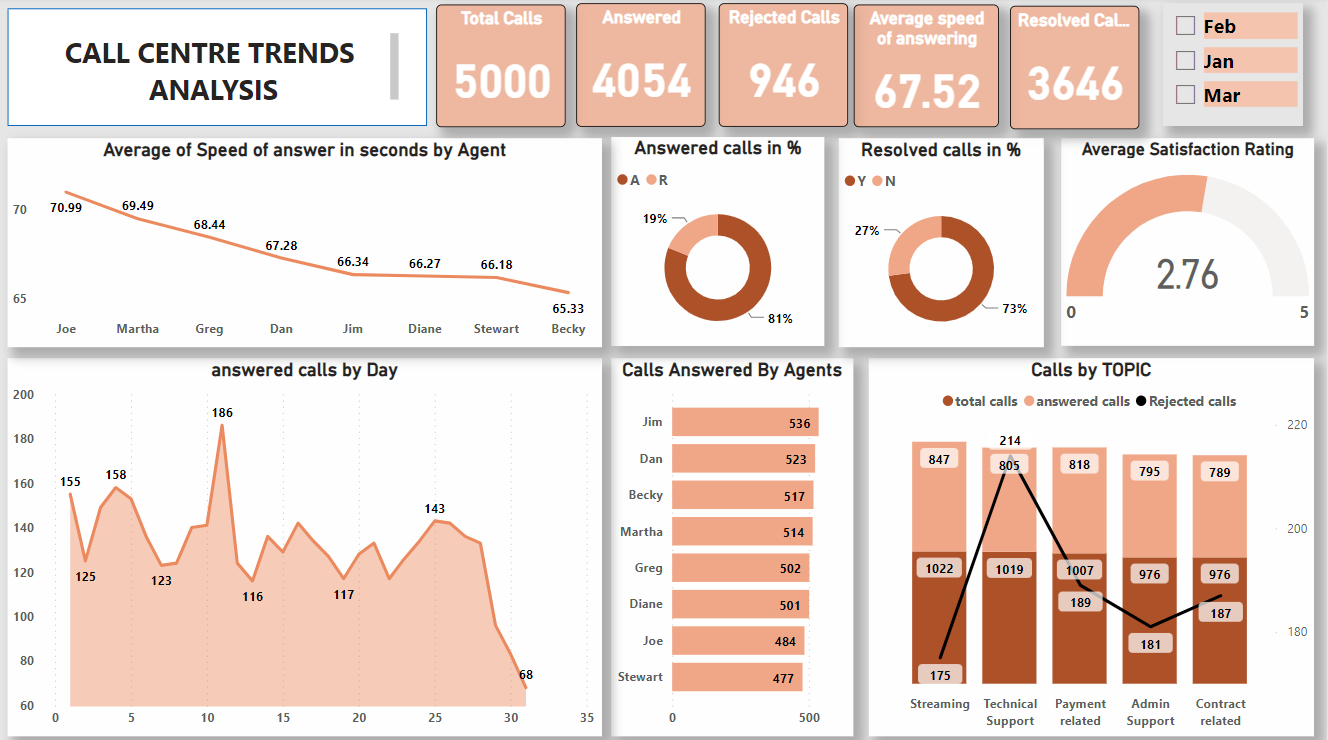 CALL CENTRE TRENDS
ANALYSIS
Total Calls
5000
Answered
4054
Rejected Calls
946
Average speed
of answering
67.52
Resolved Cal...
3646
Feb
Jan
Mar
Average of Speed of answer in seconds by Agent
70
65
70.99
69.49
68.44
67.28
66.34
66.27
66.18
65.33
Joe Martha Greg Dan Jim Diane Stewart Becky
Answered calls in %
A R
19%
81%
Resolved calls in %
Y N
27%
73%
Average Satisfaction Rating
2.76
0 5
answered calls by Day
200
180
160
140
120
100
80
60
155
125
158
123
186
116
117
143
68
0 5 10 15 20 25 30 35
Calls Answered By Agents
Jim 536
Dan 523
Becky 517
Martha 514
Greg 502
Diane 501
Joe 484
Stewart 477
0 500
Calls by TOPIC
total calls answered calls Rejected calls
220
200
180
847
214
805
818
795
789
1022
1019
1007
976
976
175
189
181
187
Streaming
Technical
Support
Payment
related
Admin
Support
Contract
related